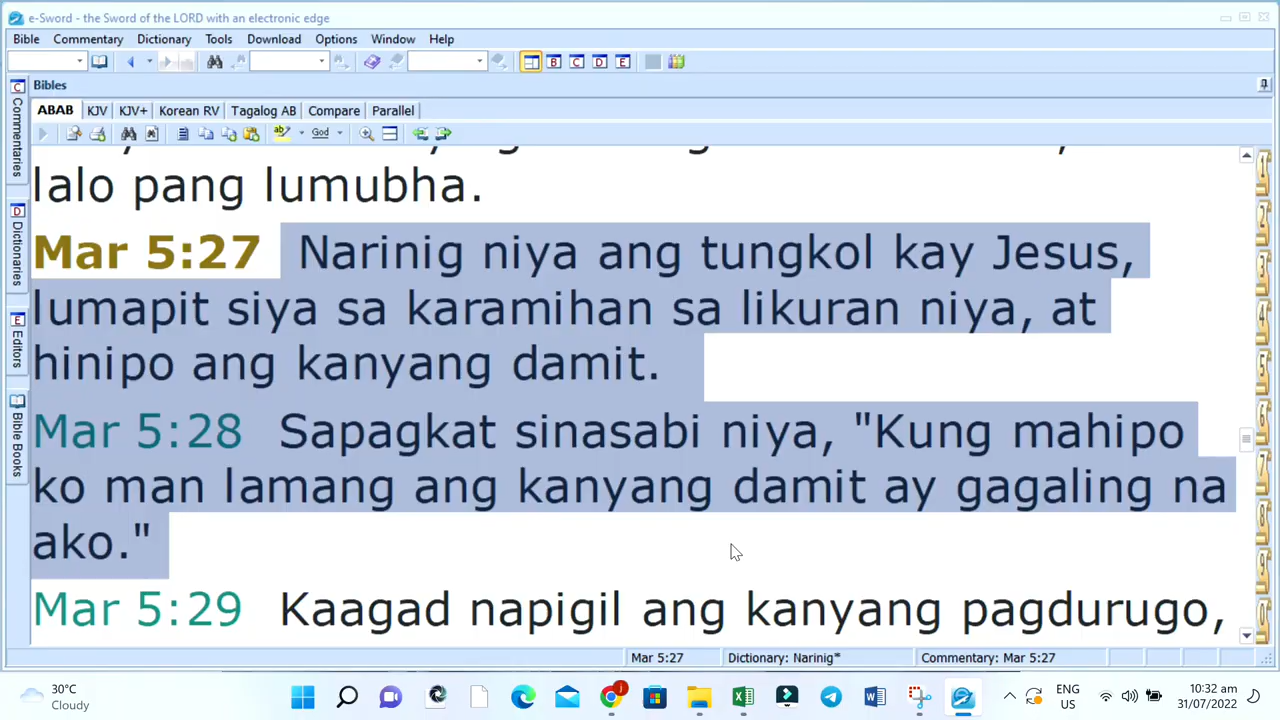 e-Sword - the Sword of the LORD with an electronic edge
Bible Commentary Dictionary Tools Download Options Window Help
B C D E
Bibles
ABAB KJV KJV+ Korean RV Tagalog AB Compare Parallel
God
C Commentaries
D Dictionaries
E Editors
Bible Books
lalo pang lumubha.
Mar 5:27 Narinig niya ang tungkol kay Jesus,
lumapit siya sa karamihan sa likuran niya, at
hinipo ang kanyang damit.
Mar 5:28 Sapagkat sinasabi niya, "Kung mahipo
ko man lamang ang kanyang damit ay gagaling na
ako."
Mar 5:29 Kaagad napigil ang kanyang pagdurugo,
Mar 5:27 Dictionary: Narinig* Commentary: Mar 5:27
30°C
Cloudy
ENG
US
10:32 am
31/07/2022